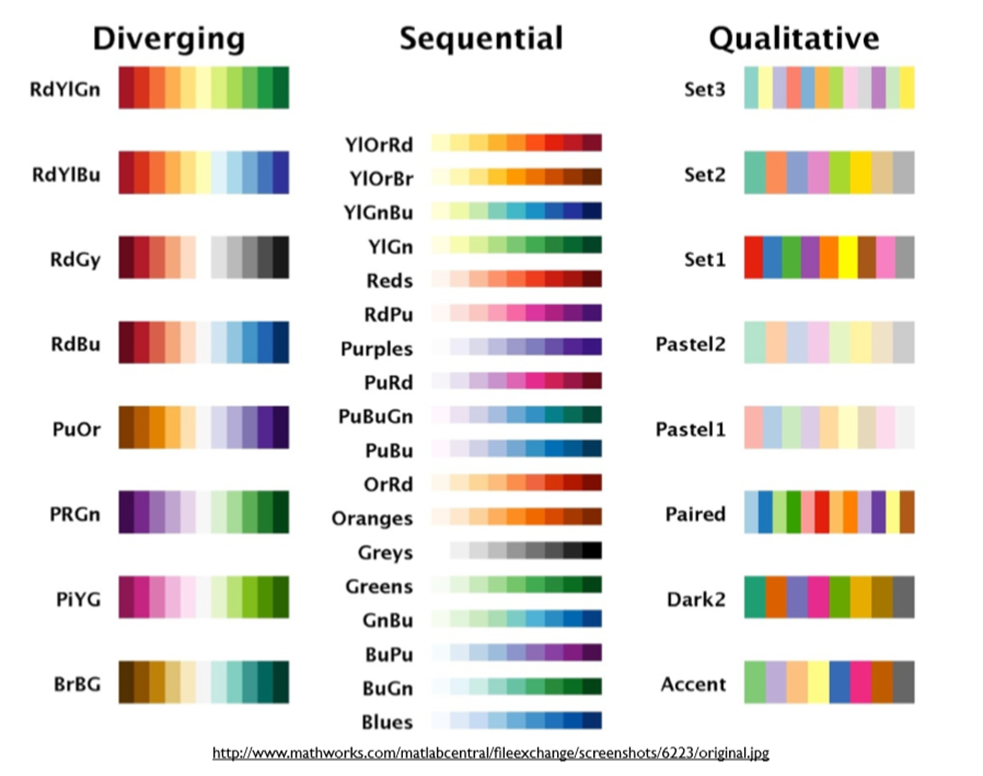 Diverging
RdYlGn
RdYlBu
RdGy
RdBu
PuOr
PRGn
PiYG
BrBG
Sequential
YlOrRd
YlOrBr
YlGnBu
YlGn
Reds
RdPu
Purples
PuRd
PuBuGn
PuBu
OrRd
Oranges
Greys
Greens
GnBu
BuPu
BuGn
Blues
Qualitative
Set3
Set2
Set1
Pastel2
Pastel1
Paired
Dark2
Accent
http://www.mathworks.com/matlabcentral/fileexchange/screenshots/6223/original.jpg